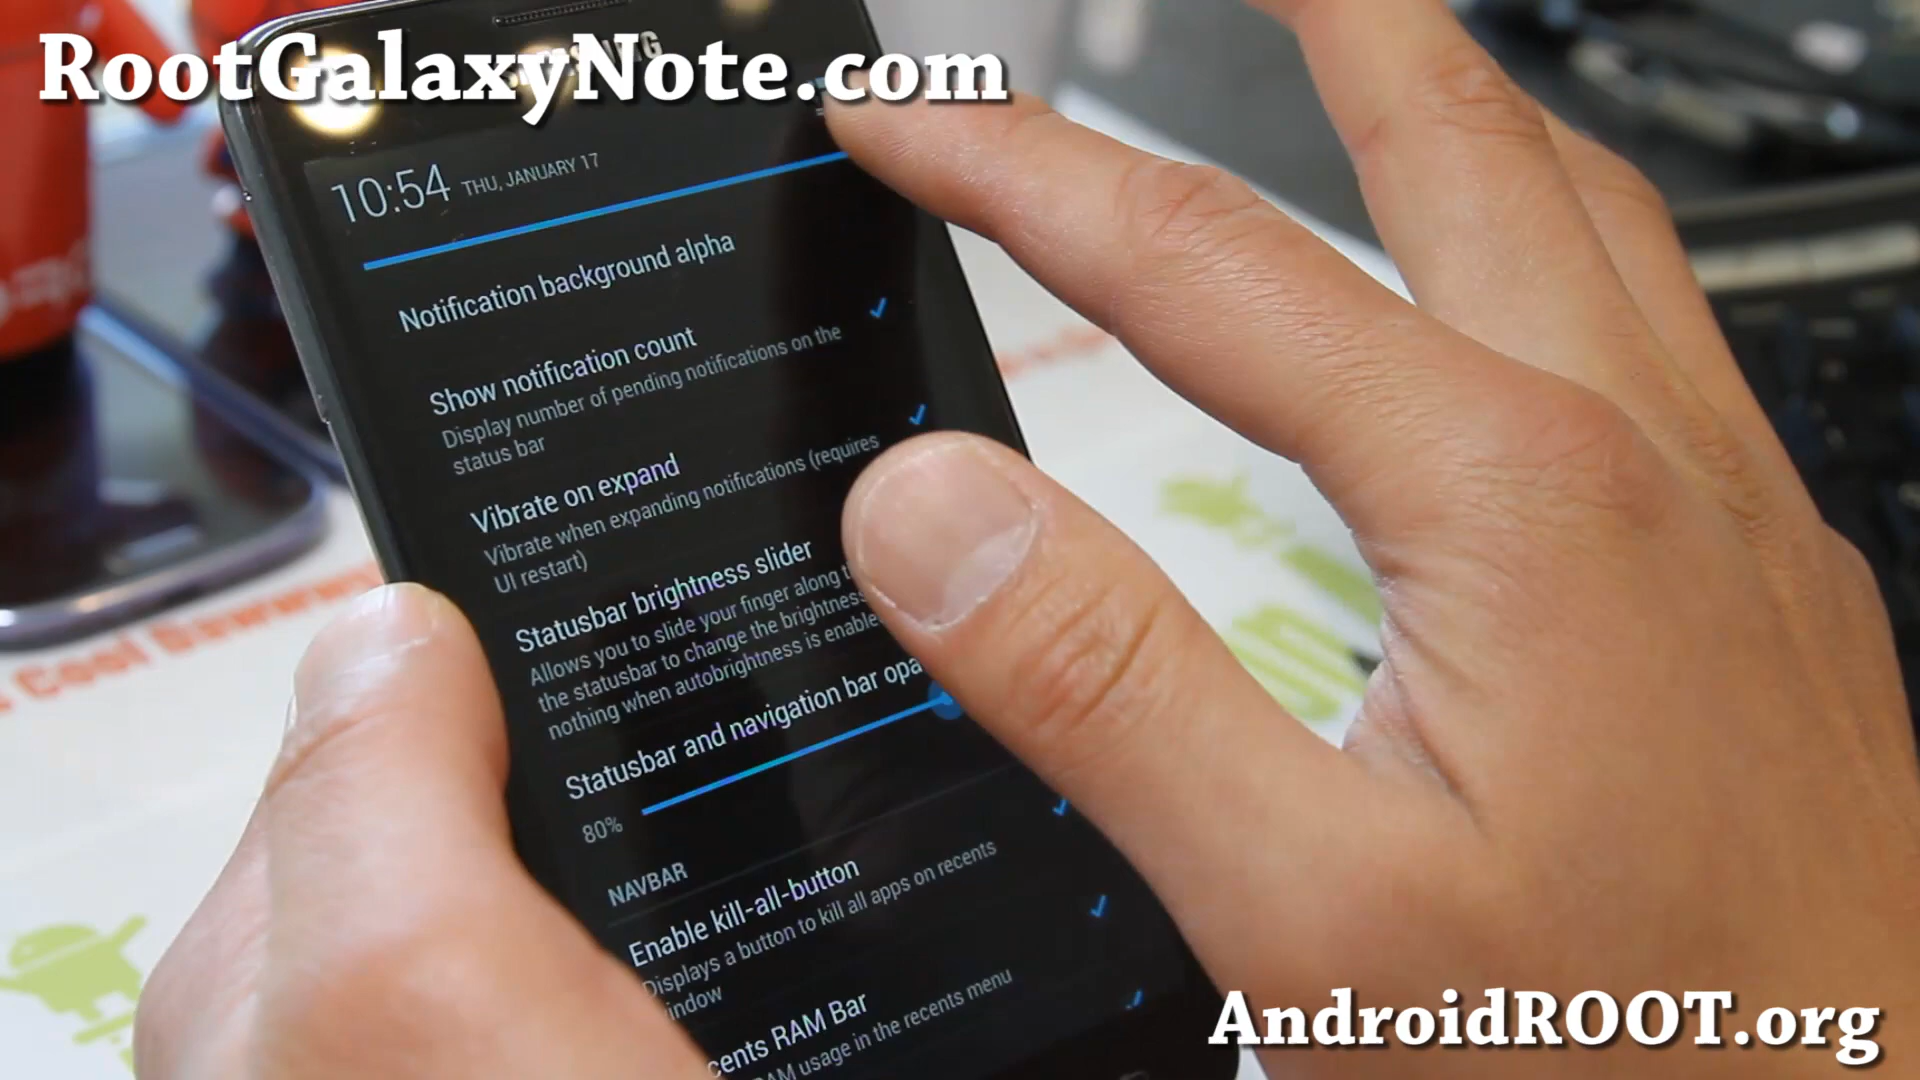 RootGalaxyNote.com
SAMSUNG
10:54 THU, JANUARY 17
Notification background alpha
Show notification count
Display number of pending notifications on the
status bar
Vibrate on expand
Vibrate when expanding notifications (requires
UI restart)
Statusbar brightness slider
Allows you to slide your finger along
the statusbar to change the brightness
nothing when autobrightness is enable
Statusbar and navigation bar opa
80%
NAVBAR
Enable kill-all-button
Displays a button to kill all apps on recents
indow
cents RAM Bar
AM usage in the recents menu
AndroidROOT.org